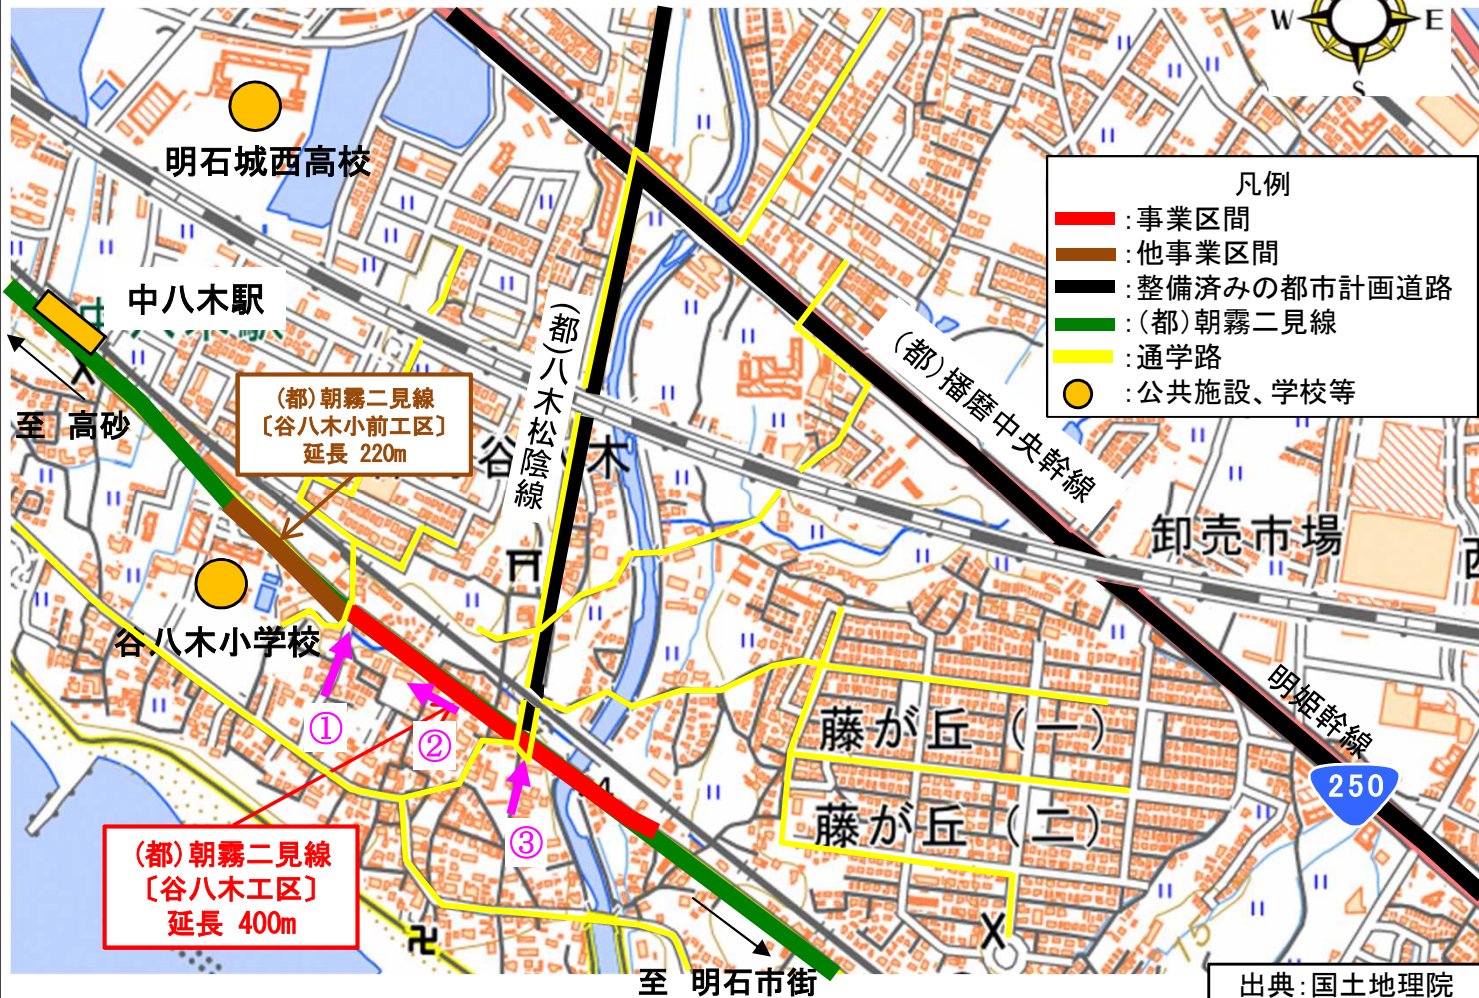 W
E
S
明石城西高校
凡例
:事業区間
:他事業区間
:整備済みの都市計画道路
:(都)朝霧二見線
:通学路
:公共施設、学校等
中八木駅
至 高砂
(都)朝霧二見線
〔谷八木小前工区〕
延長 220m
(都)八木松陰線
(都)播磨中央幹線
谷
木
卸売市場
西
谷八木小学校
①
②
③
藤が丘(一)
藤が丘(二)
明姫幹線
250
(都)朝霧二見線
〔谷八木工区〕
延長 400m
至 明石市街
出典:国土地理院